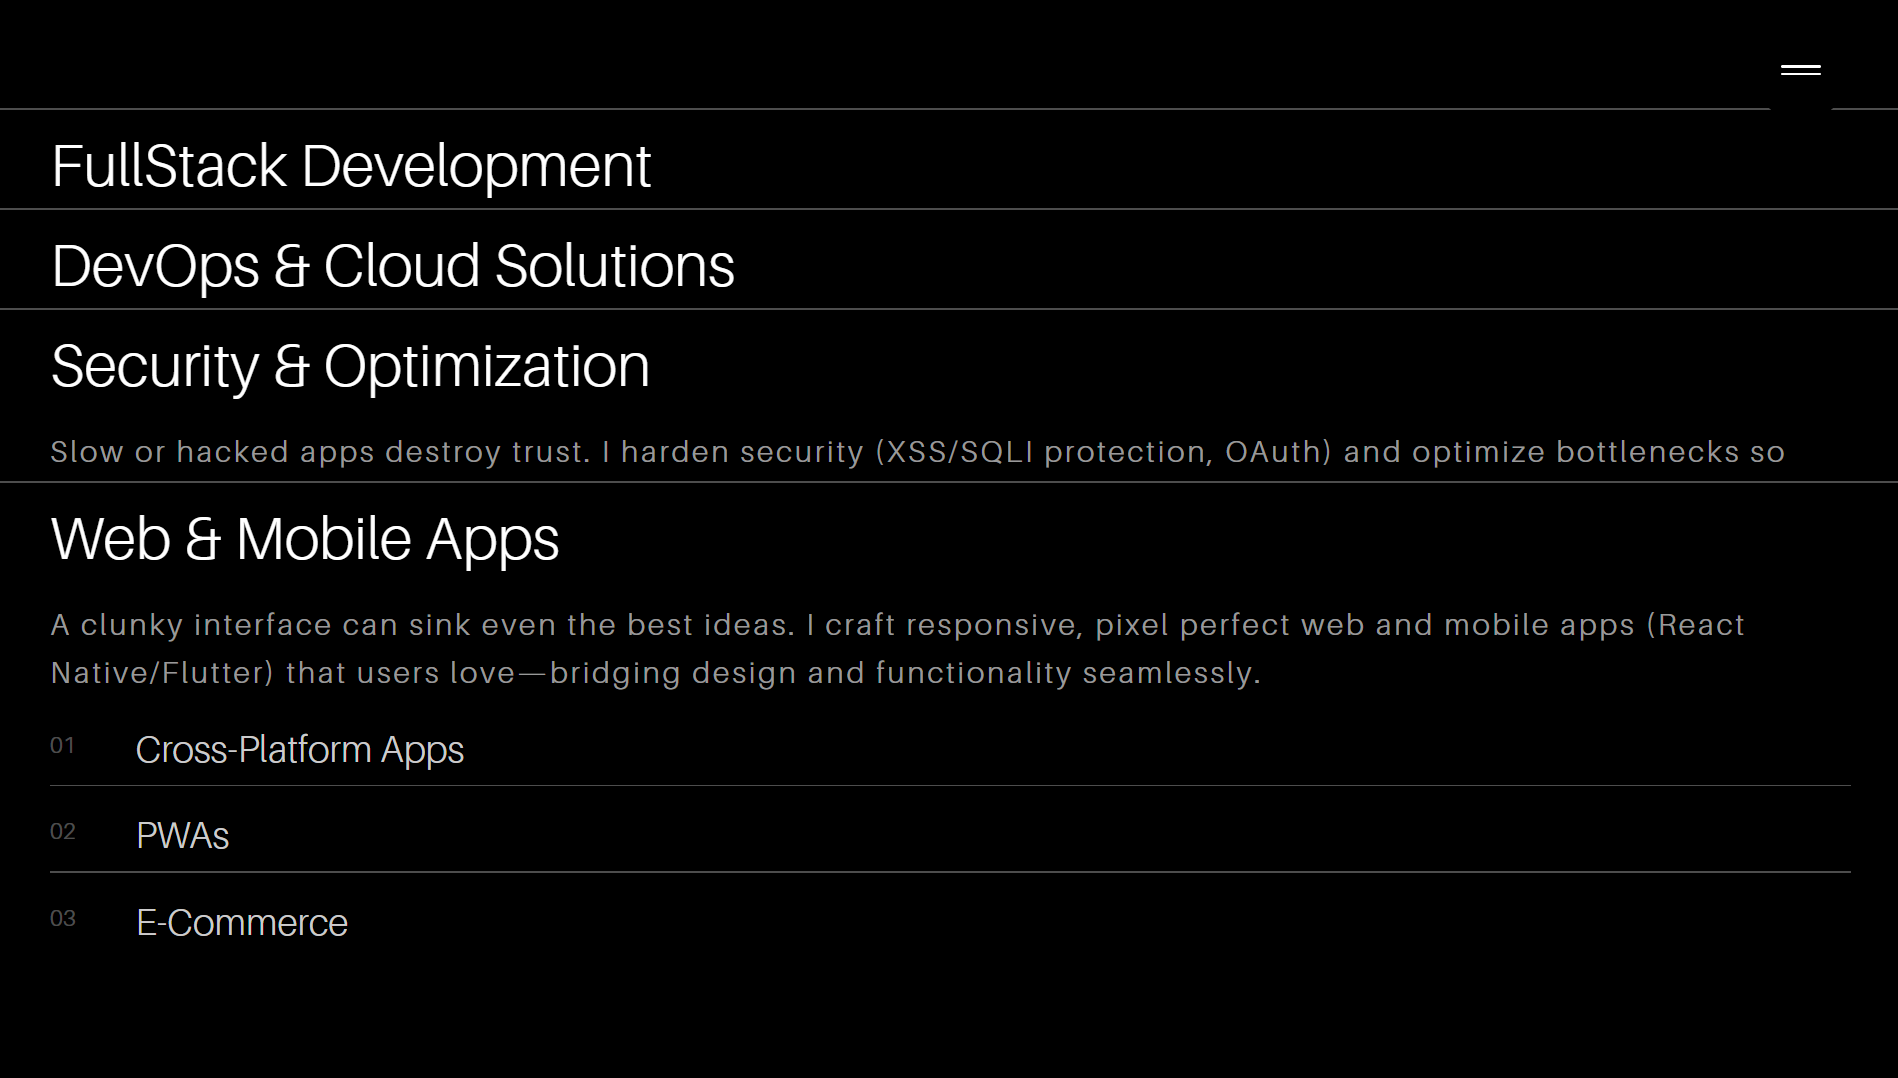 FullStack Development
DevOps & Cloud Solutions
Security & Optimization
Slow or hacked apps destroy trust. I harden security (XSS/SQLI protection, OAuth) and optimize bottlenecks so
Web & Mobile Apps
A clunky interface can sink even the best ideas. I craft responsive, pixel perfect web and mobile apps (React
Native/Flutter) that users love—bridging design and functionality seamlessly.
01 Cross-Platform Apps
02 PWAs
03 E-Commerce